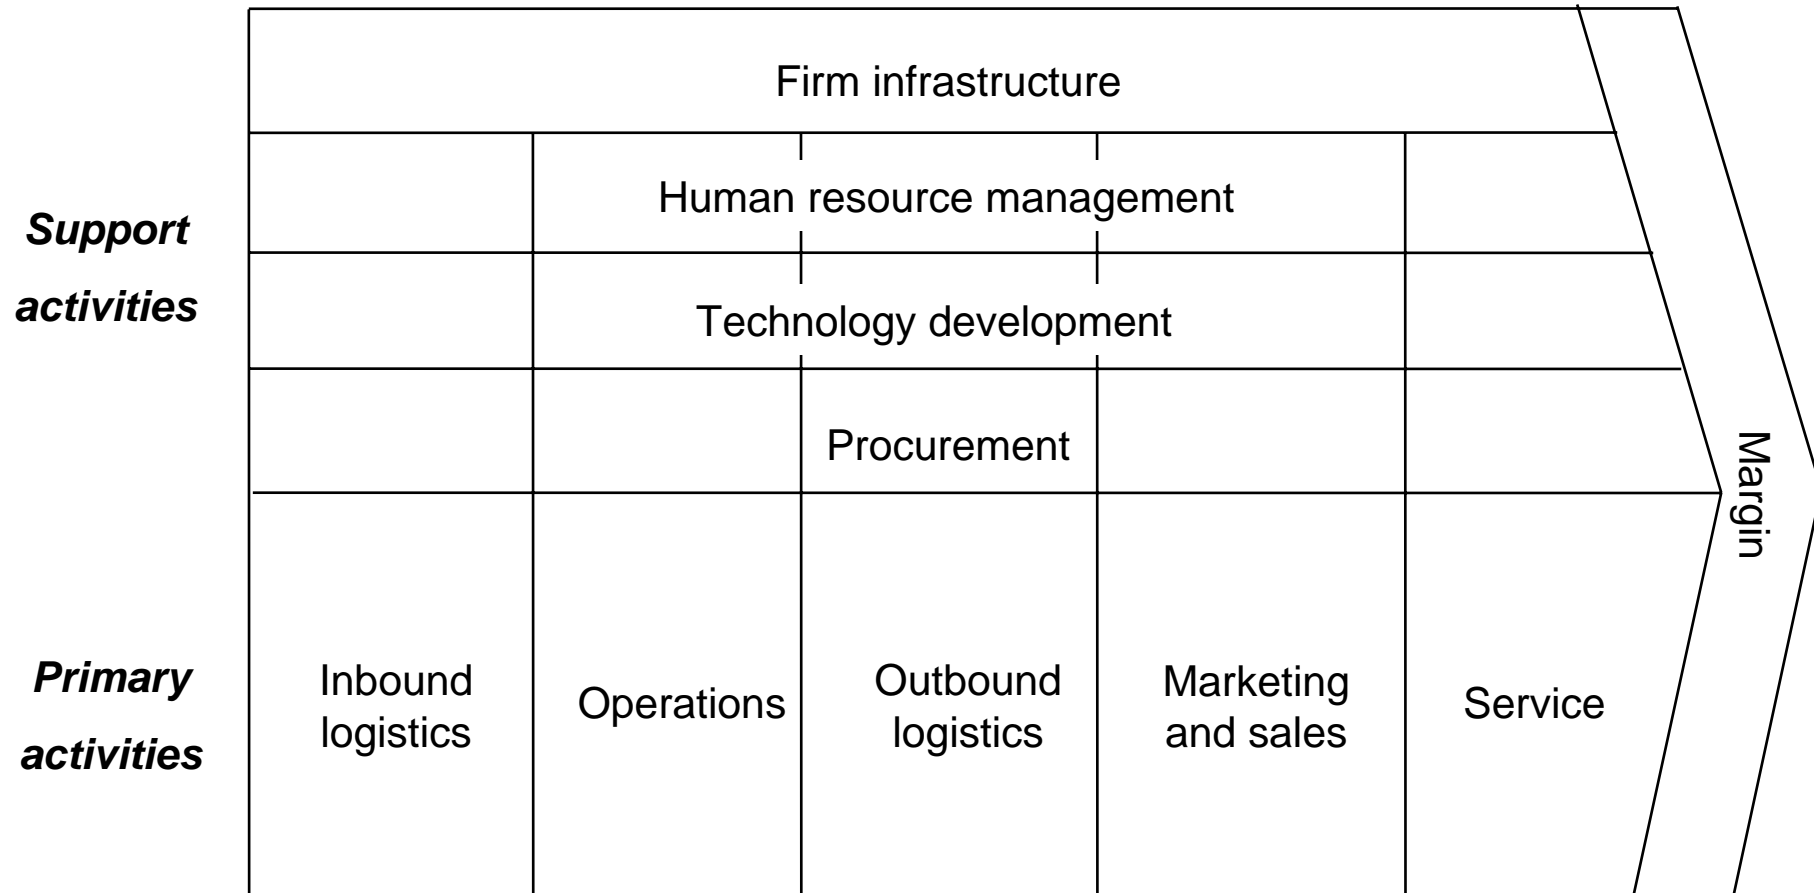 Firm infrastructure
Human resource management
Support
activities
Technology development
Procurement
Margin
Primary
activities
Inbound
logistics
Operations
Outbound
logistics
Marketing
and sales
Service